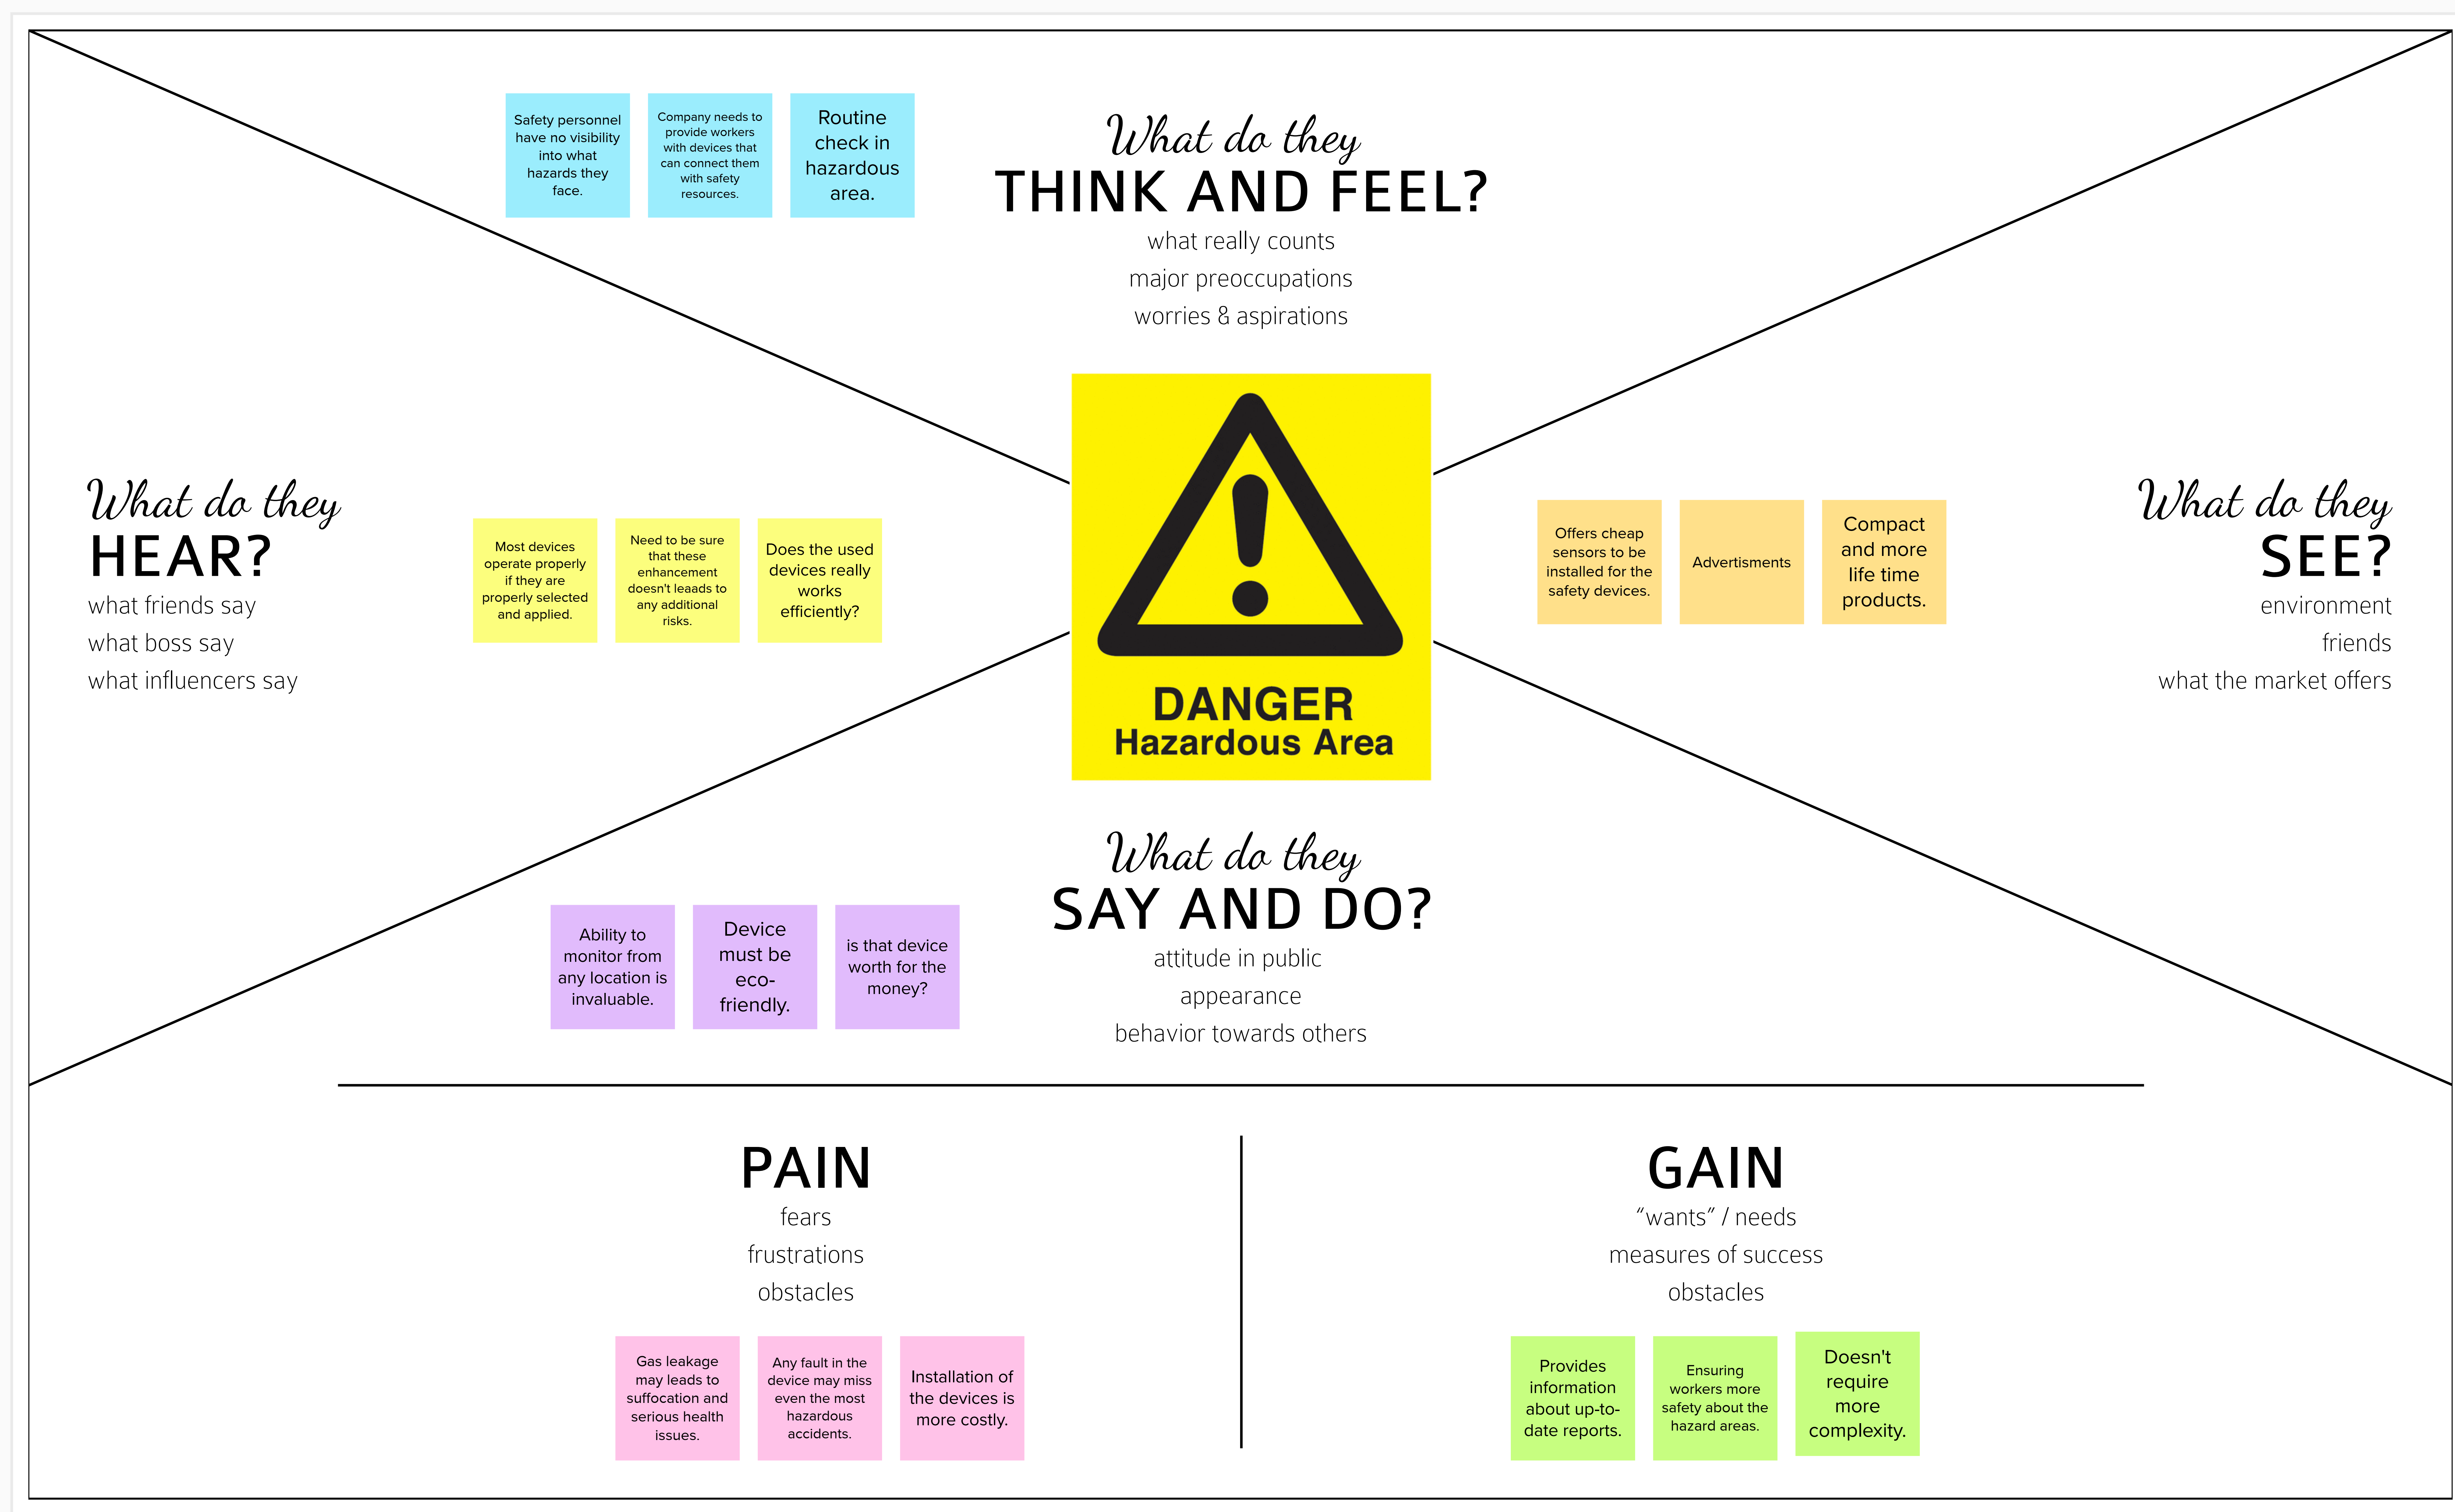 Safety personnel
have no visibility
into what
hazards they
face.
Company needs to
provide workers
with devices that
can connect them
with safety
resources.
Routine
check in
hazardous
area.
What do they
THINK AND FEEL?
what really counts
major preoccupations
worries & aspirations
What do they
HEAR?
what friends say
what boss say
what influencers say
Most devices
operate properly
if they are
properly selected
and applied.
Need to be sure
that these
enhancement
doesn't leaads to
any additional
risks.
Does the used
devices really
works
efficiently?
DANGER
Hazardous Area
Offers cheap
sensors to be
installed for the
safety devices.
Advertisments
Compact
and more
life time
products.
What do they
SEE?
environment
friends
what the market offers
What do they
SAY AND DO?
attitude in public
appearance
behavior towards others
Ability to
monitor from
any location is
invaluable.
Device
must be
eco-
friendly.
is that device
worth for the
money?
PAIN
fears
frustrations
obstacles
Gas leakage
may leads to
suffocation and
serious health
issues.
Any fault in the
device may miss
even the most
hazardous
accidents.
Installation of
the devices is
more costly.
GAIN
“wants” / needs
measures of success
obstacles
Provides
information
about up-to-
date reports.
Ensuring
workers more
safety about the
hazard areas.
Doesn't
require
more
complexity.